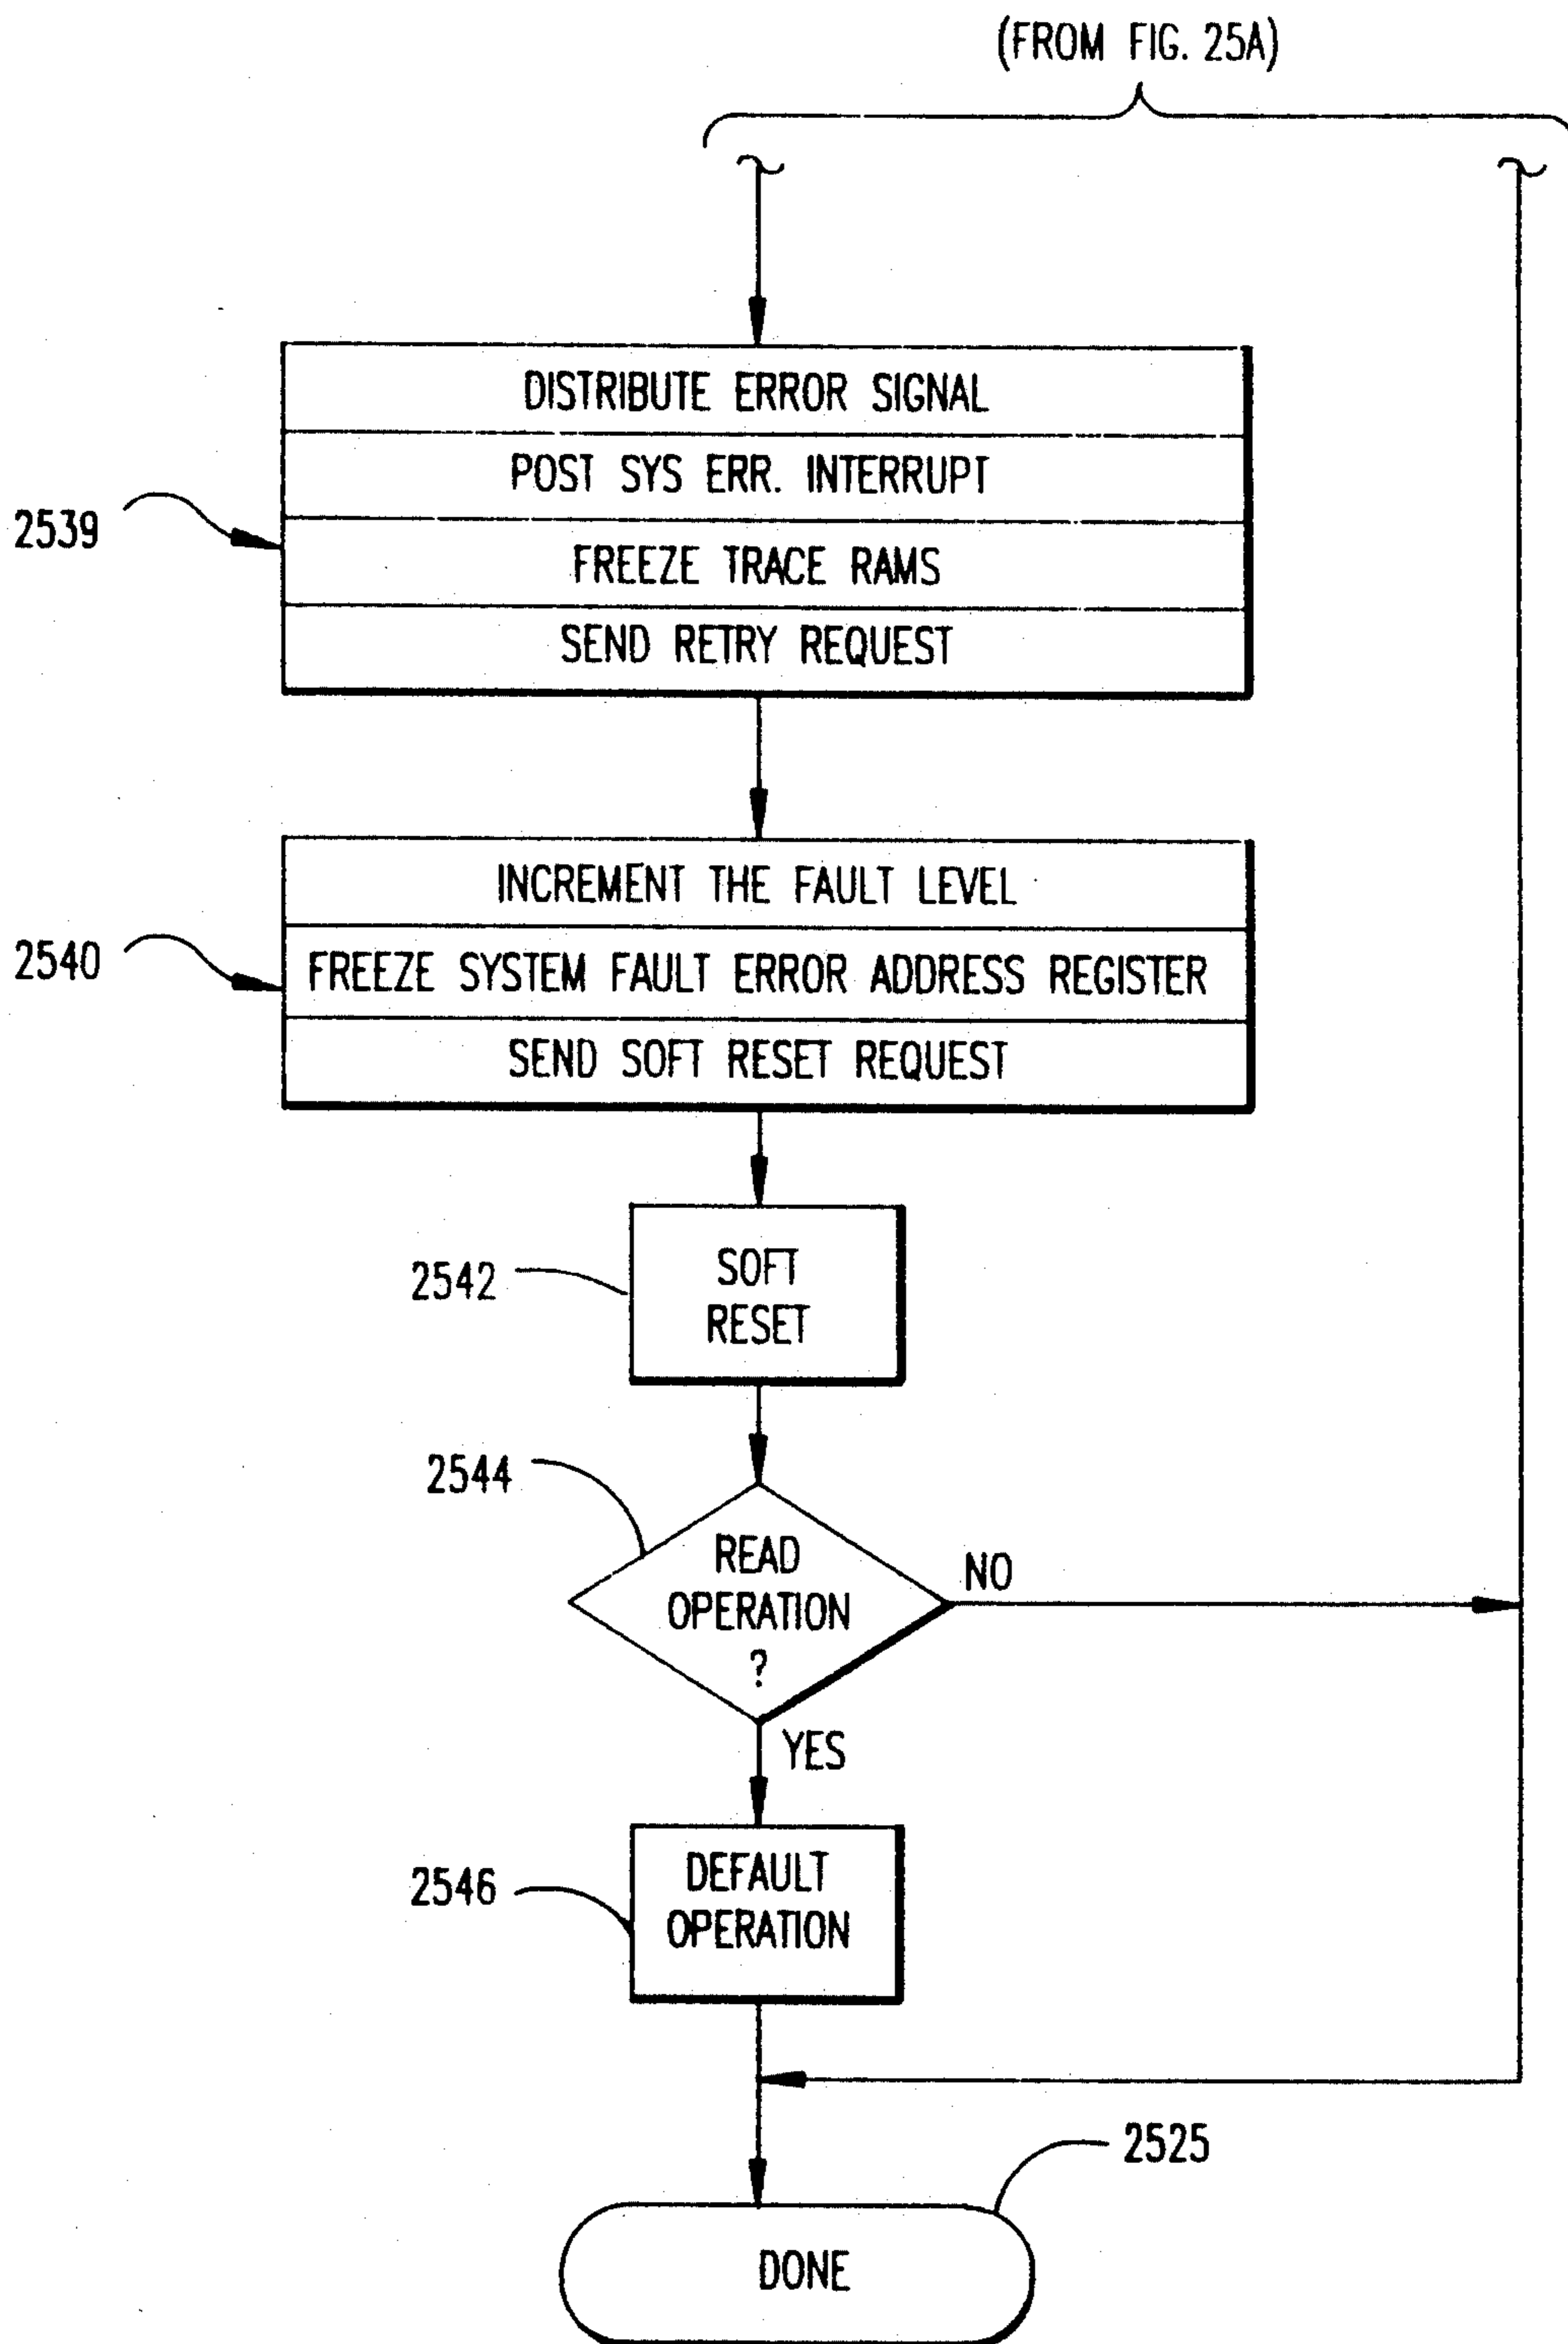 (FROM FIG. 25A)
DISTRIBUTE ERROR SIGNAL
POST SYS ERR. INTERRUPT
2539
FREEZE TRACE RAMS
SEND RETRY REQUEST
INCREMENT THE FAULT LEVEL
2540
FREEZE SYSTEM FAULT ERROR ADDRESS REGISTER
SEND SOFT RESET REQUEST
2542
SOFT
RESET
2544
READ
OPERATION
?
NO
YES
2546
DEFAULT
OPERATION
2525
DONE